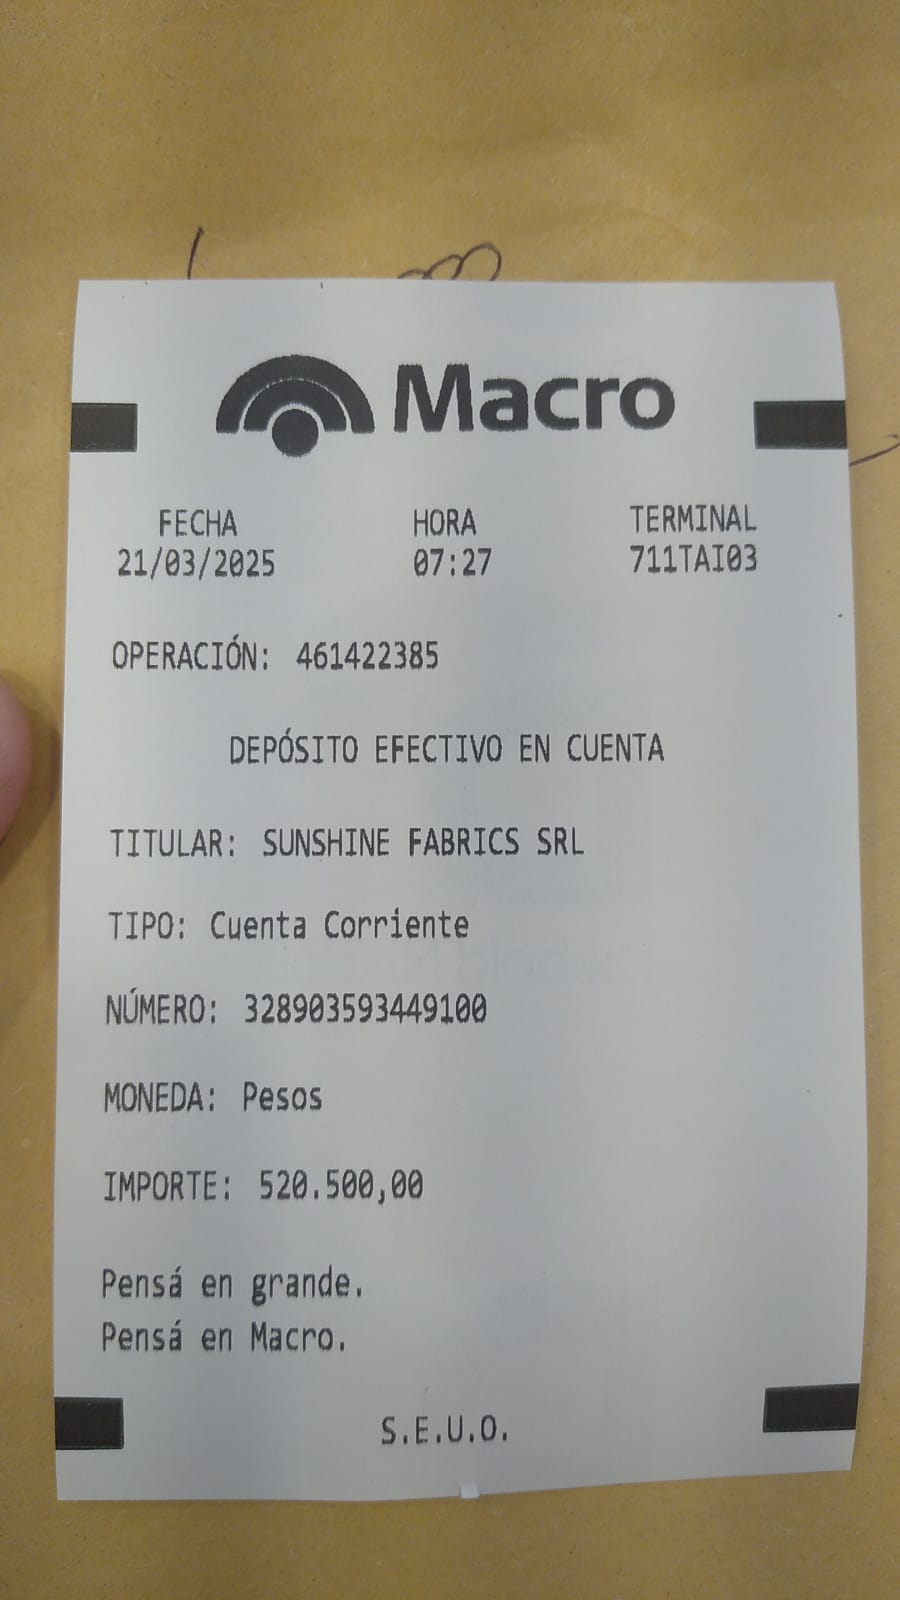 Macro
FECHA HORA TERMINAL
21/03/2025 07:27 711TAI03
OPERACIÓN: 461422385
DEPÓSITO EFECTIVO EN CUENTA
TITULAR: SUNSHINE FABRICS SRL
TIPO: Cuenta Corriente
NÚMERO: 328903593449100
MONEDA: Pesos
IMPORTE: 520.500,00
Pensá en grande.
Pensá en Macro.
S.E.U.O.